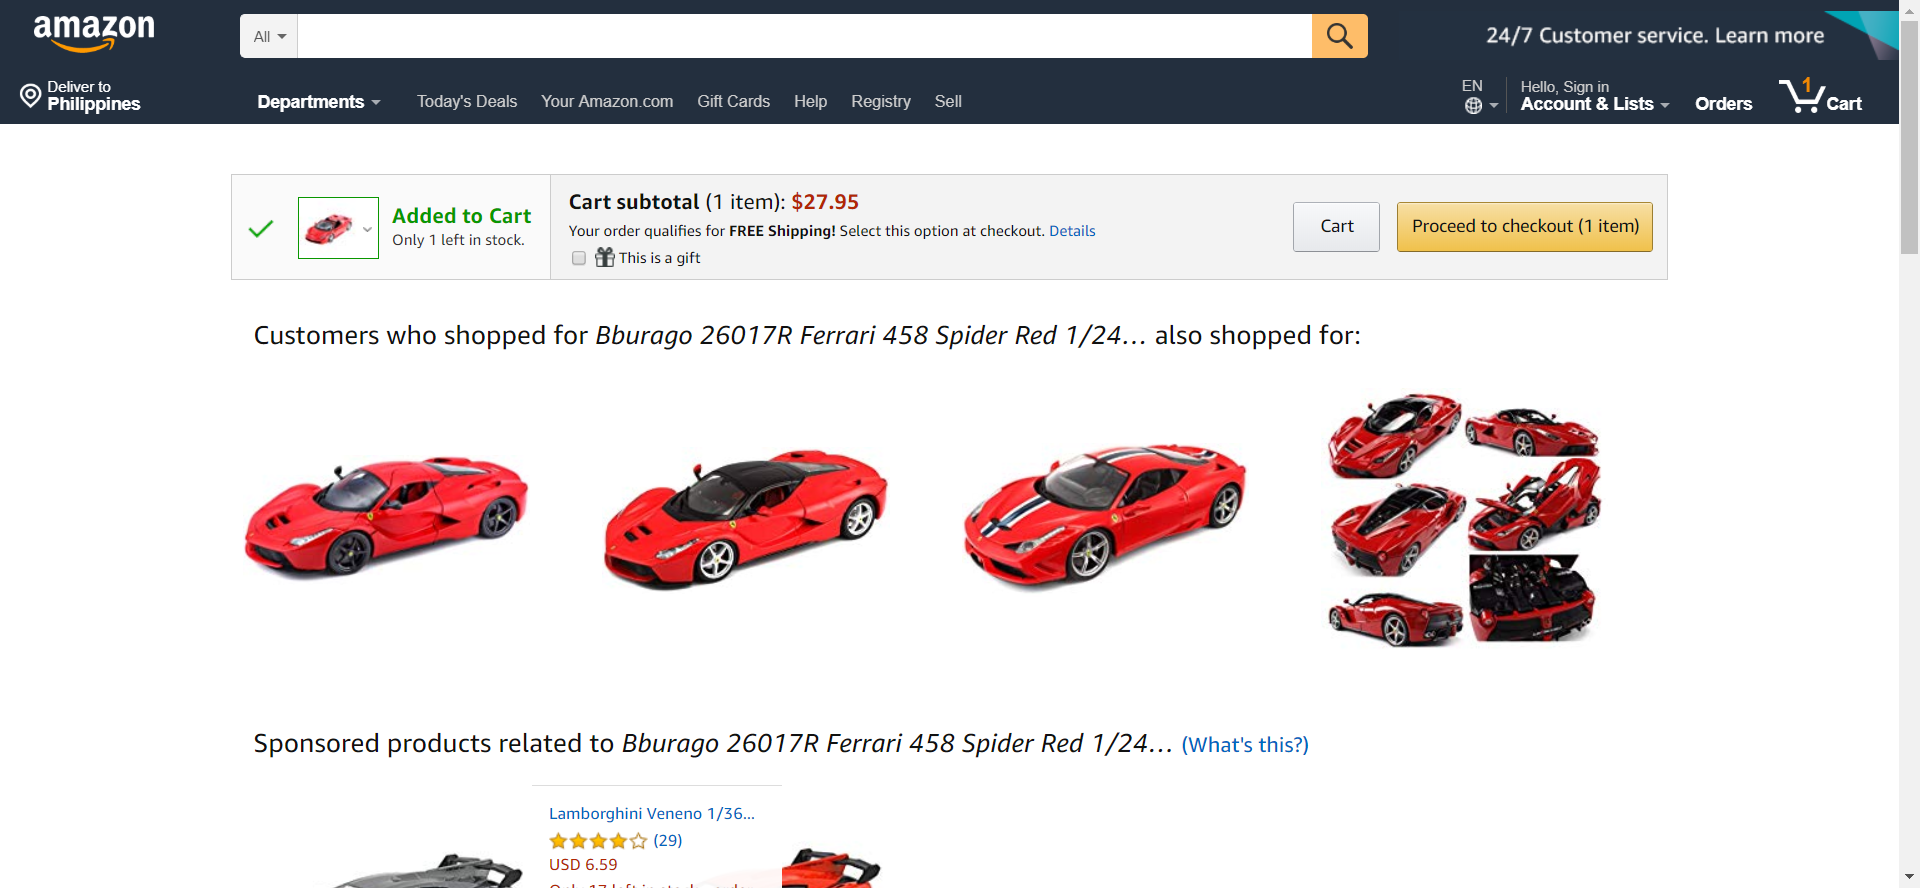 amazon
All
24/7 Customer service. Learn more
Deliver to
Philippines
Departments
Today's Deals
Your Amazon.com
Gift Cards
Help
Registry
Sell
EN
Hello, Sign in
Account & Lists
Orders
1
Cart
Added to Cart
Only 1 left in stock.
Cart subtotal (1 item): $27.95
Your order qualifies for FREE Shipping! Select this option at checkout. Details
This is a gift
Cart
Proceed to checkout (1 item)
Customers who shopped for Bburago 26017R Ferrari 458 Spider Red 1/24... also shopped for:
Sponsored products related to Bburago 26017R Ferrari 458 Spider Red 1/24... (What's this?)
Lamborghini Veneno 1/36...
(29)
USD 6.59